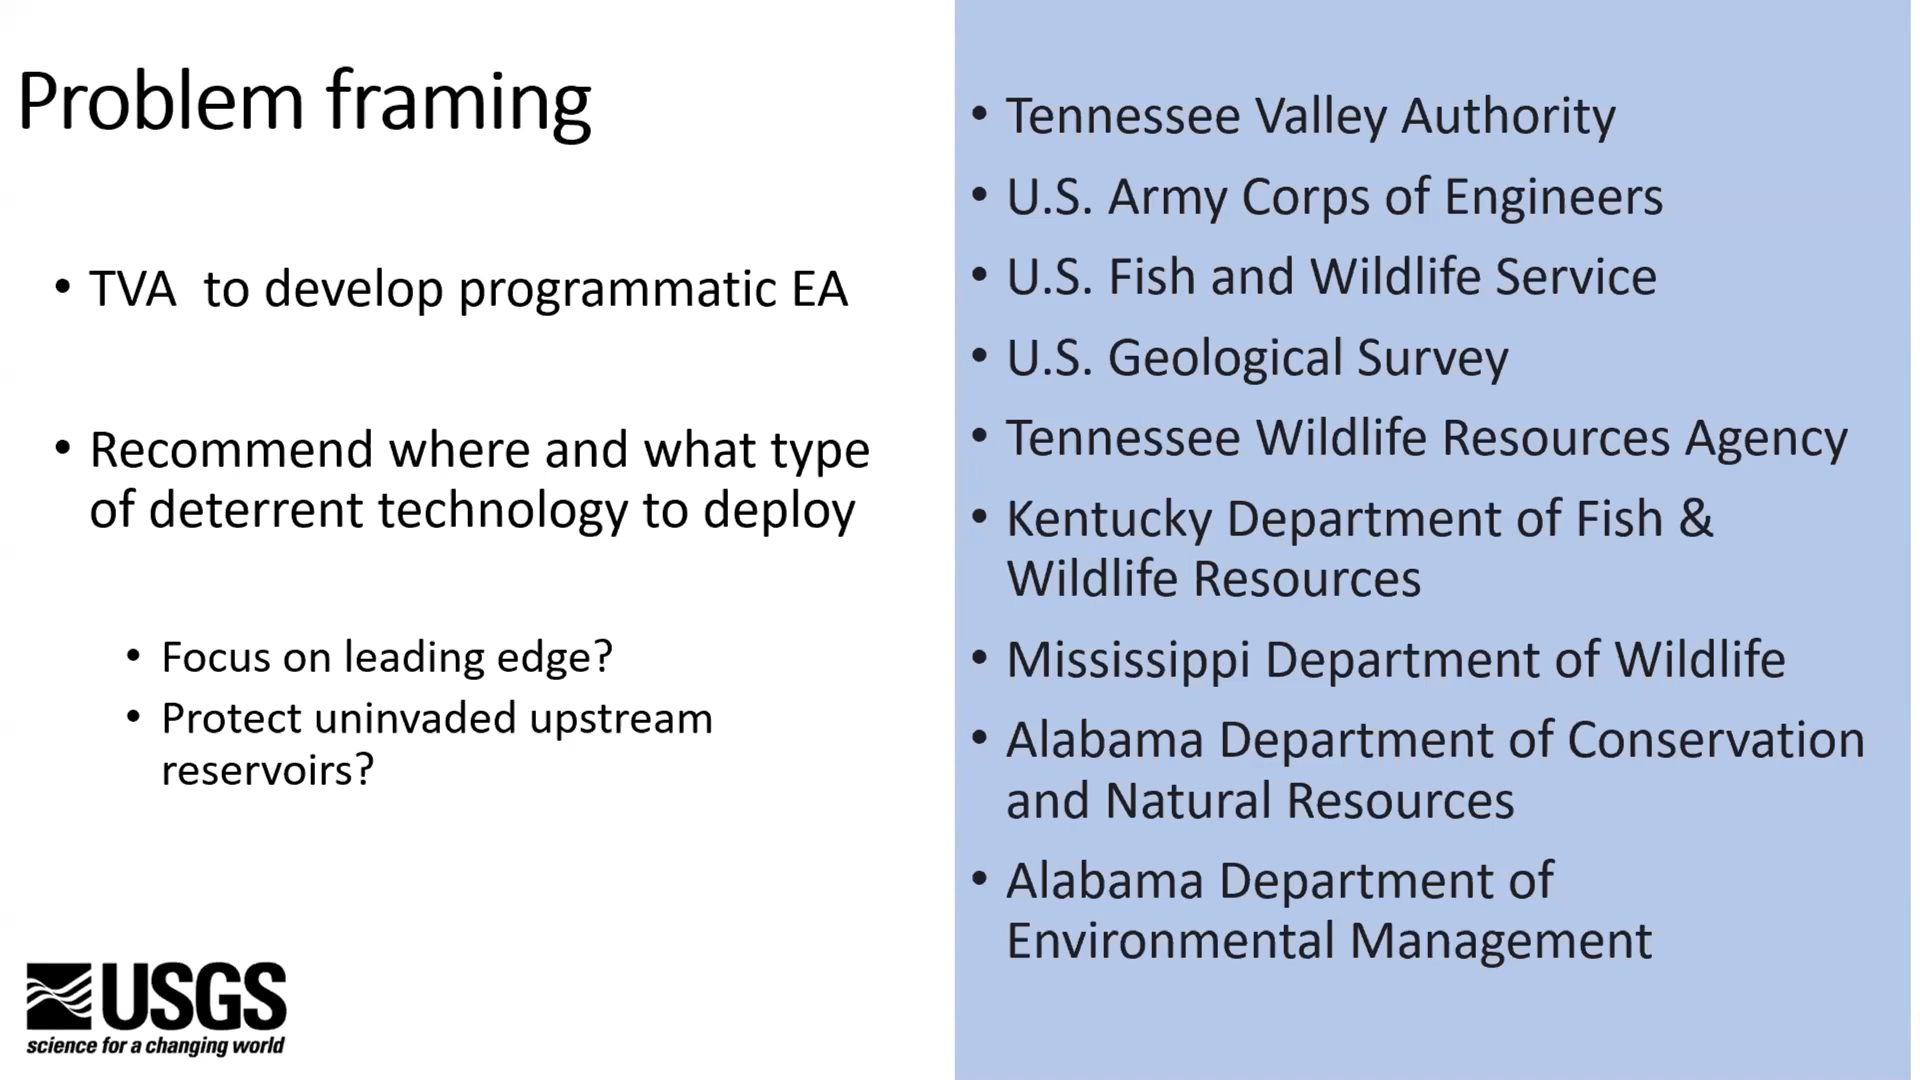 Problem framing
• TVA  to develop programmatic EA
• Recommend where and what type
of deterrent technology to deploy
• Focus on leading edge?
• Protect uninvaded upstream
reservoirs?
USGS
science for a changing world
• Tennessee Valley Authority
• U.S. Army Corps of Engineers
• U.S. Fish and Wildlife Service
• U.S. Geological Survey
• Tennessee Wildlife Resources Agency
• Kentucky Department of Fish &
Wildlife Resources
• Mississippi Department of Wildlife
• Alabama Department of Conservation
and Natural Resources
• Alabama Department of
Environmental Management